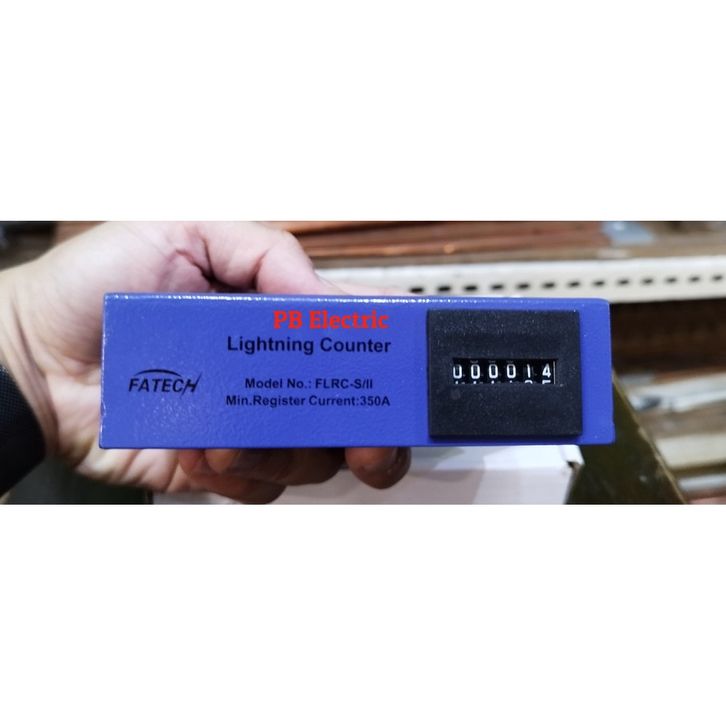 PB Electric
Lightning Counter
FATECH
Model No.: FLRC-S/II
Min.Register Current:350A
000014